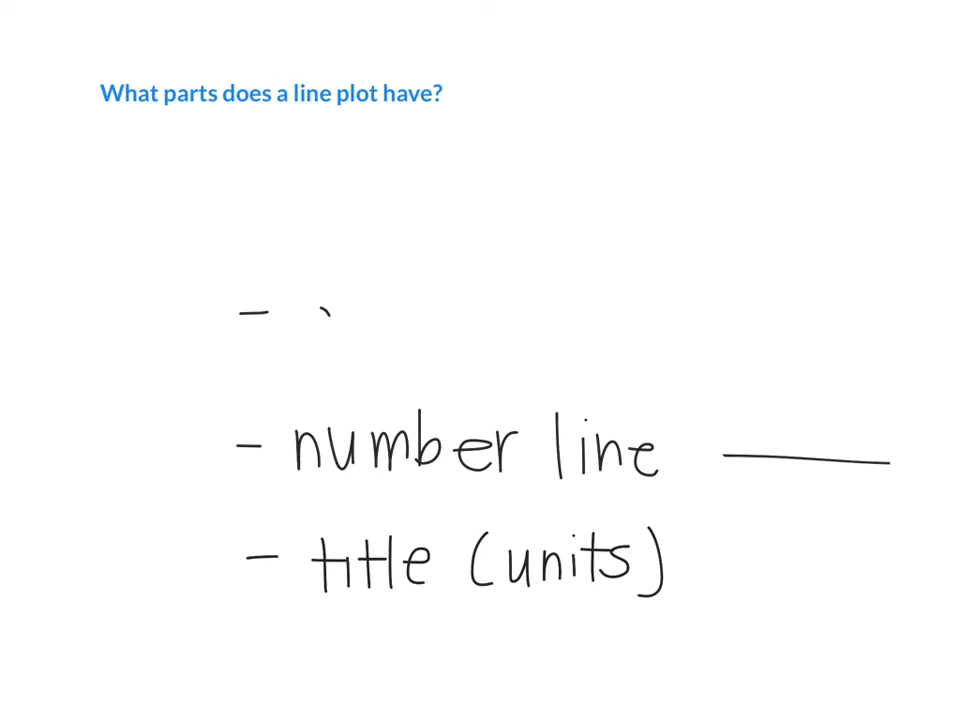 What parts does a line plot have?
-
- number line
- title (units)